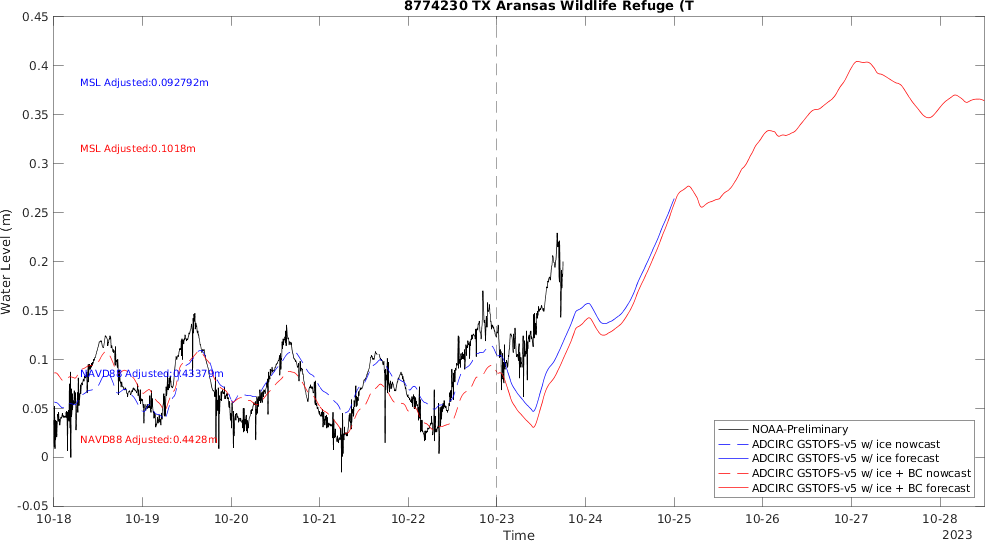 8774230 TX Aransas Wildlife Refuge (T
0.45
0.4
0.35
0.3
0.25
0.2
0.15
0.1
0.05
0
-0.05
Water Level (m)
MSL Adjusted:0.092792m
MSL Adjusted:0.1018m
NAVD88 Adjusted:0.43379m
NAVD88 Adjusted:0.4428m
NOAA-Preliminary
ADCIRC GSTOFS-v5 w/ ice nowcast
ADCIRC GSTOFS-v5 w/ ice forecast
ADCIRC GSTOFS-v5 w/ ice + BC nowcast
ADCIRC GSTOFS-v5 w/ ice + BC forecast
10-18 10-19 10-20 10-21 10-22 10-23 10-24 10-25 10-26 10-27 10-28
2023
Time